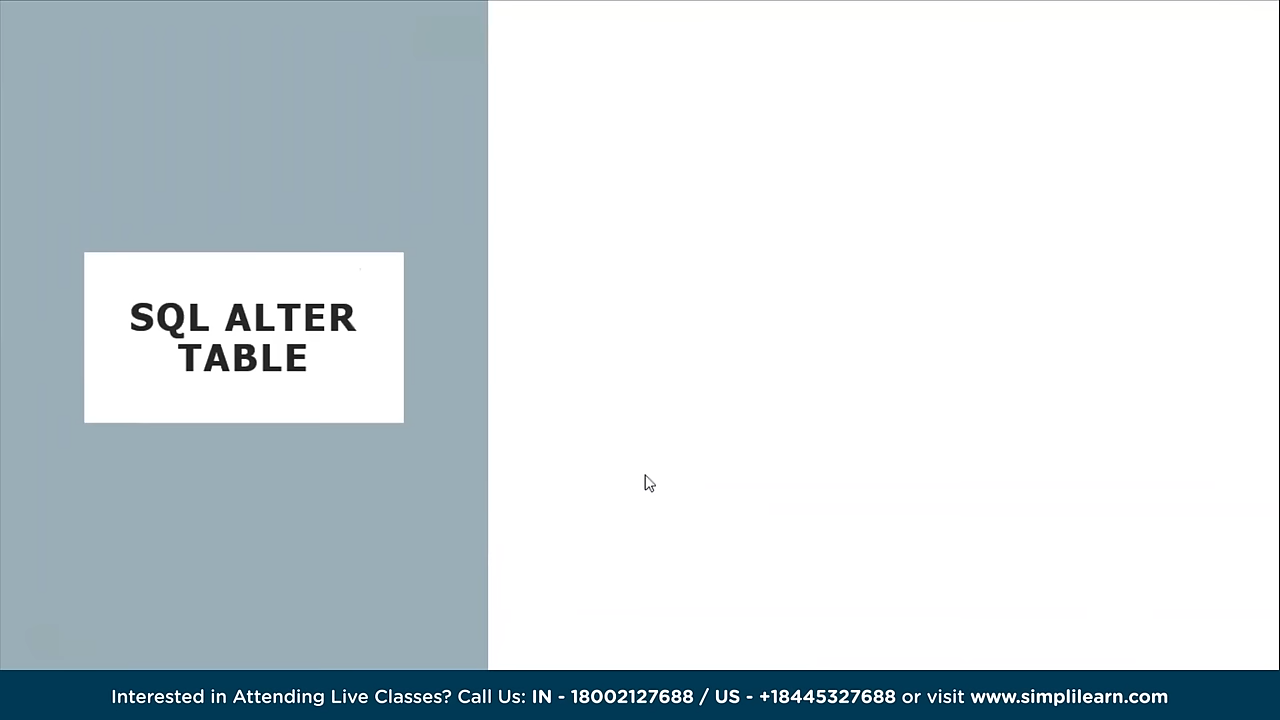 SQL ALTER
TABLE
Interested in Attending Live Classes? Call Us: IN - 18002127688 / US - +18445327688 or visit www.simplilearn.com